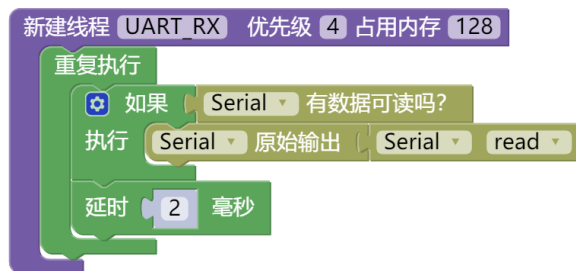 新建线程 UART_RX 优先级 4 占用内存 128
重复执行
如果 Serial 有数据可读吗?
执行 Serial 原始输出 Serial read
延时 2 毫秒